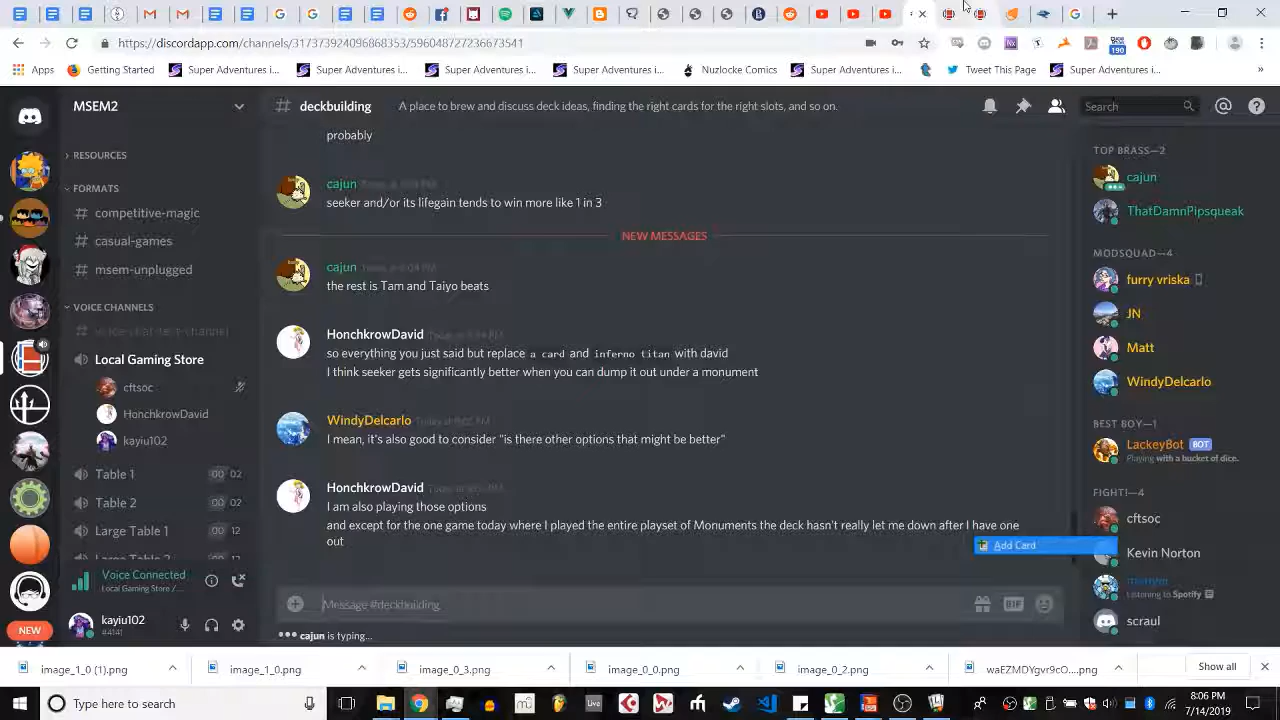 https://discordapp.com/channels/317737392409608353/596048727236673541
Apps
Getting Started
Super Adventures i...
Super Adventures i...
Super Adventures i...
Super Adventures i...
Nuzlocke Comics
Super Adventures i...
Tweet This Page
Super Adventures i...
MSEM2
# deckbuilding
A place to brew and discuss deck ideas, finding the right cards for the right slots, and so on.
Search
RESOURCES
FORMATS
# competitive-magic
# casual-games
# msem-unplugged
VOICE CHANNELS
Local Gaming Store
cftsoc
HonchkrowDavid
kayiu102
Table 1 00 02
Table 2 00 02
Large Table 1 00 12
Voice Connected
Local Gaming Store /...
kayiu102
#4141
NEW
probably
cajun
seeker and/or its lifegain tends to win more like 1 in 3
NEW MESSAGES
cajun
the rest is Tam and Taiyo beats
HonchkrowDavid
so everything you just said but replace a card and inferno titan with david
I think seeker gets significantly better when you can dump it out under a monument
WindyDelcarlo
I mean, it's also good to consider "is there other options that might be better"
HonchkrowDavid
I am also playing those options
and except for the one game today where I played the entire playset of Monuments the deck hasn't really let me down after I have one
out
Add Card
Message #deckbuilding
GIF
cajun is typing...
TOP BRASS—2
cajun
ThatDamnPipsqueak
MODSQUAD—4
furry vriska
JN
Matt
WindyDelcarlo
BEST BOY—1
LackeyBot BOT
Playing with a bucket of dice.
FIGHT!—4
cftsoc
Kevin Norton
Listening to Spotify
scraul
image_1_0 (1).png
image_1_0.png
image_0_3.png
image_0_0.png
image_0_2.png
waEZMDYgvr9cO....png
Show all
Type here to search
Live
8:06 PM
7/14/2019